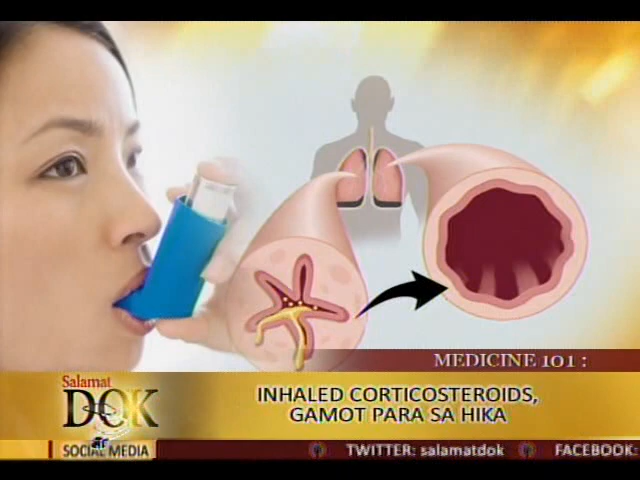 MEDICINE 101 :
Salamat
DOK
INHALED CORTICOSTEROIDS,
GAMOT PARA SA HIKA
SOCIAL MEDIA
TWITTER: salamatdok
FACEBOOK: